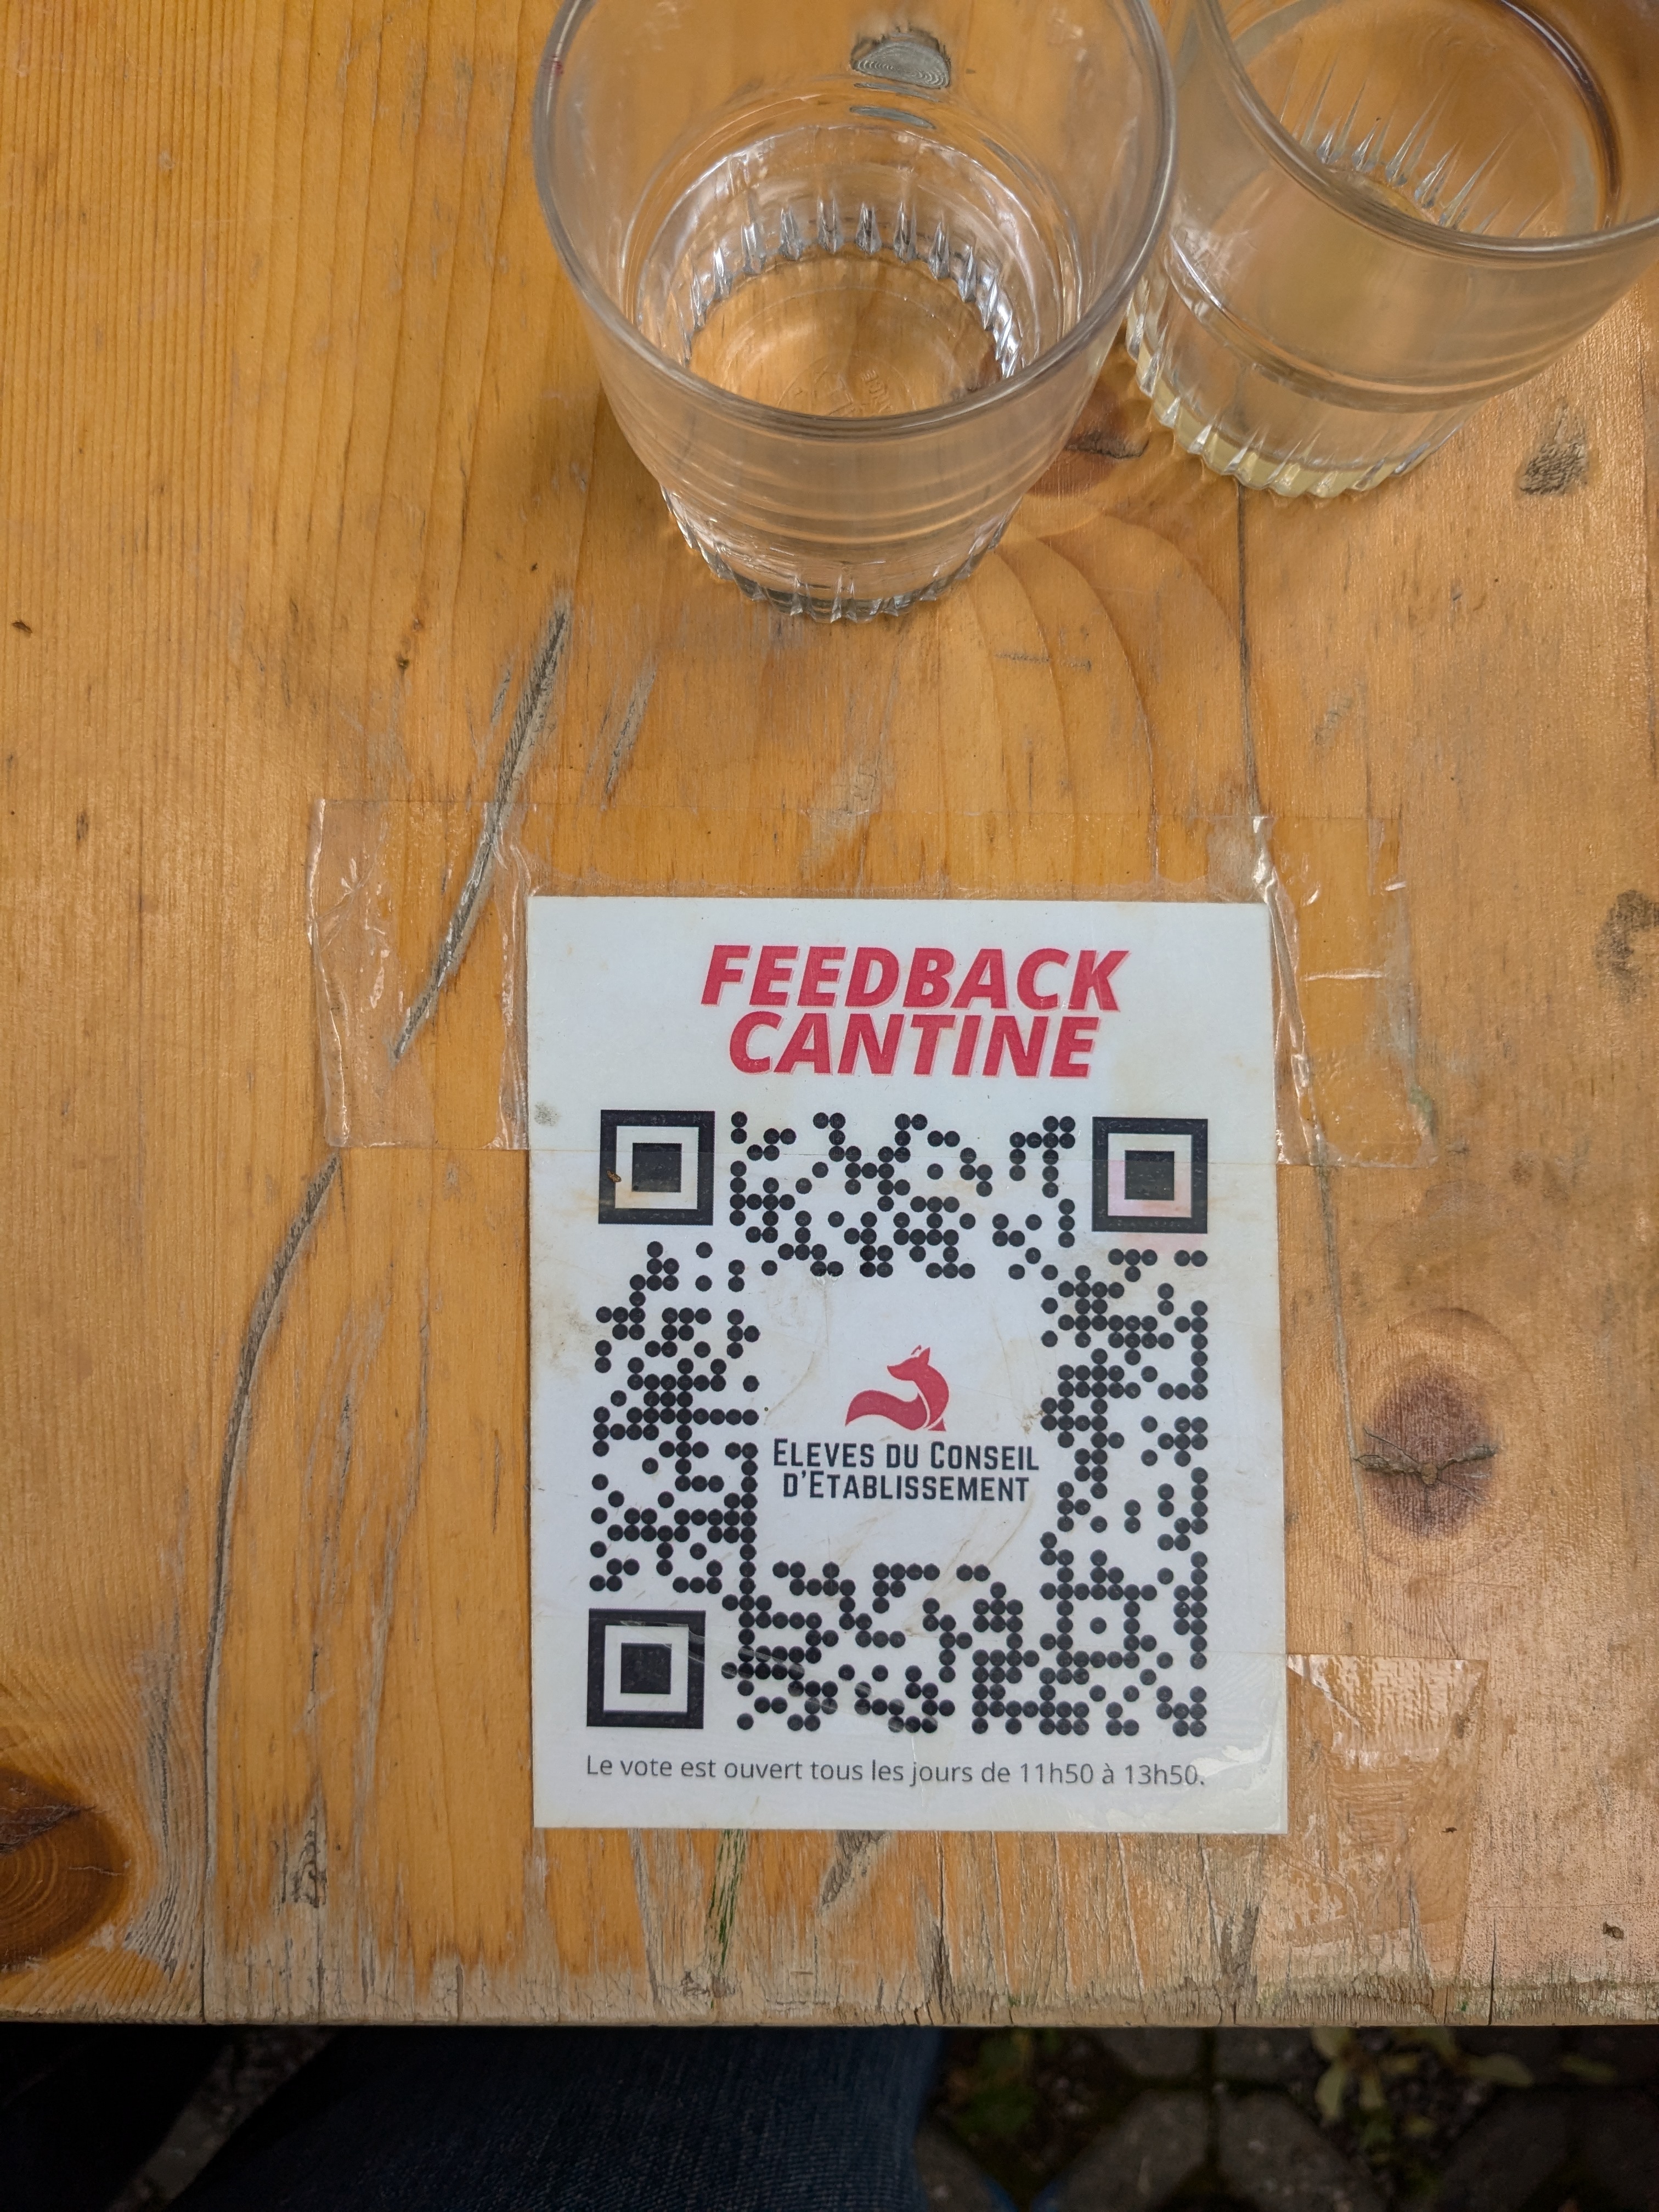 FEEDBACK
CANTINE
ELEVES DU CONSEIL
D'ETABLISSEMENT
Le vote est ouvert tous les jours de 11h50 à 13h50.